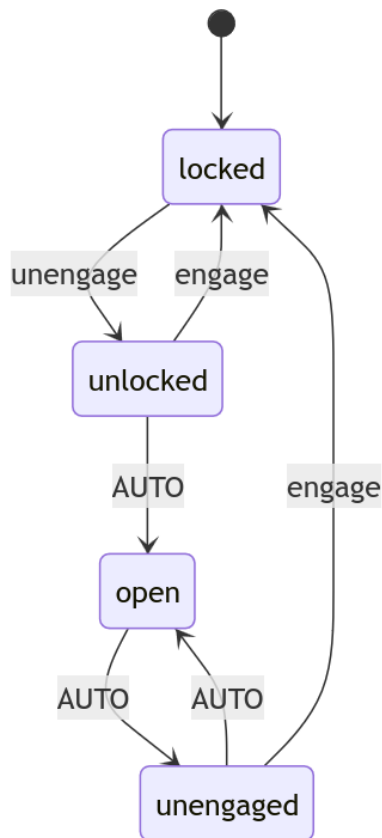 locked
unengage
engage
unlocked
AUTO
engage
open
AUTO
AUTO
unengaged